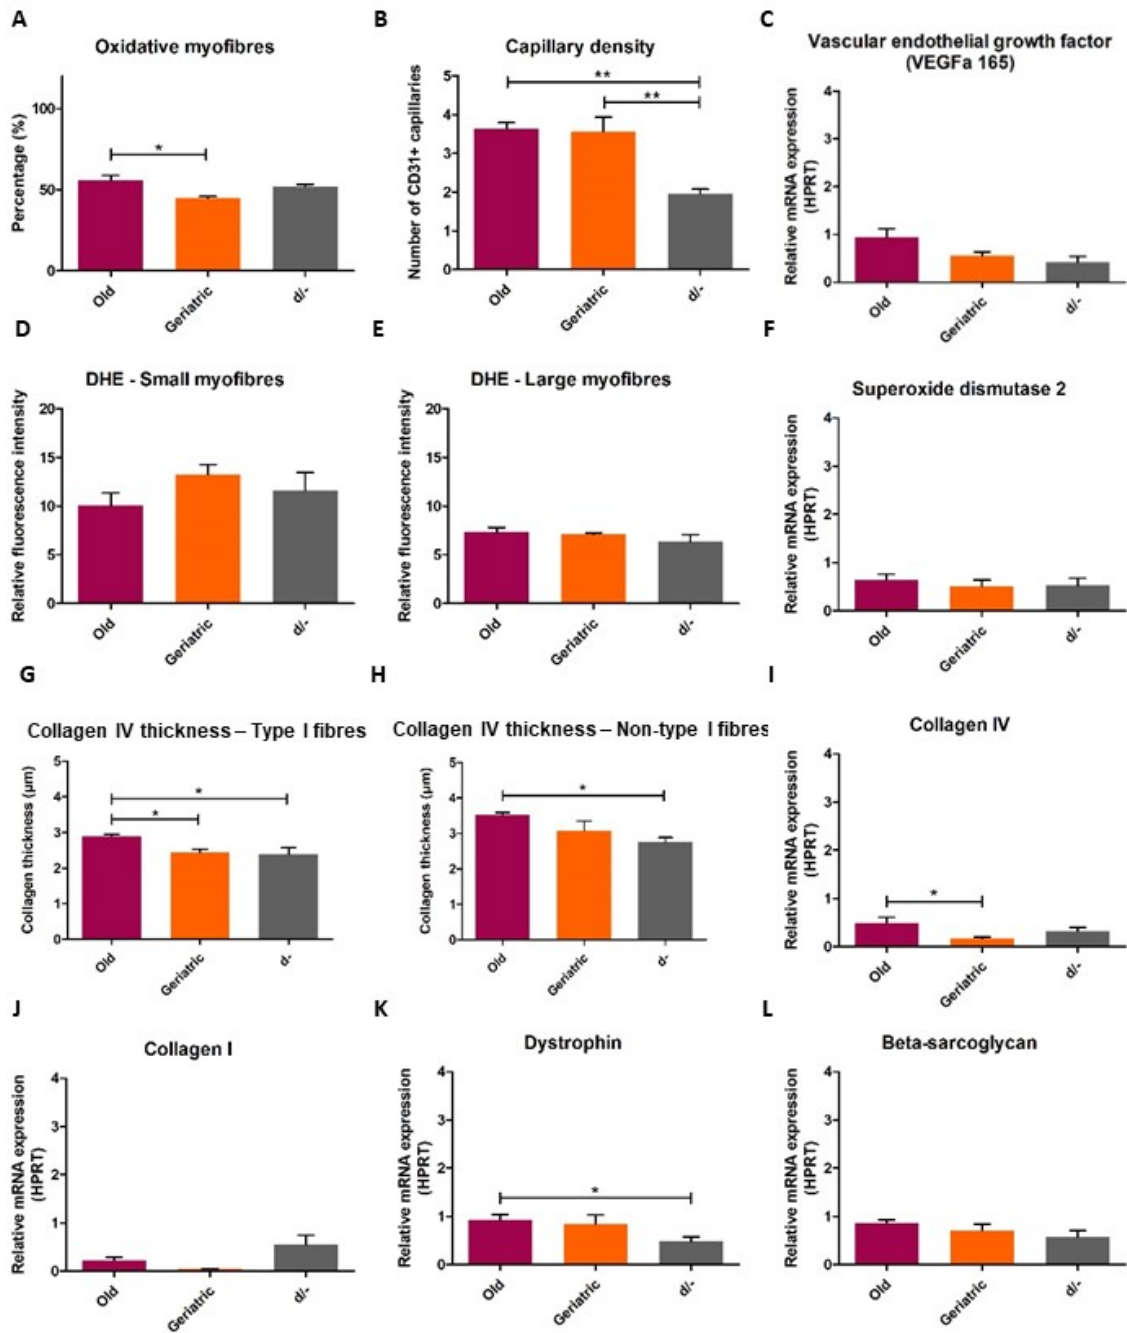 A
Oxidative myofibres
Percentage (%)
100
50
0
*
Old
Geriatric
d/-
B
Capillary density
Number of CD31+ capillaries
5
4
3
2
1
0
**
**
Old
Geriatric
d/-
C
Vascular endothelial growth factor
(VEGFa 165)
Relative mRNA expression
(HPRT)
4
3
2
1
0
Old
Geriatric
d/-
D
DHE - Small myofibres
Relative fluorescence intensity
20
15
10
5
0
Old
Geriatric
d/-
E
DHE - Large myofibres
Relative fluorescence intensity
20
15
10
5
0
Old
Geriatric
d/-
F
Superoxide dismutase 2
Relative mRNA expression
(HPRT)
4
3
2
1
0
Old
Geriatric
d/-
G
Collagen IV thickness – Type I fibres
Collagen thickness (µm)
5
4
3
2
1
0
*
*
Old
Geriatric
d-
H
Collagen IV thickness – Non-type I fibres
Collagen thickness (µm)
5
4
3
2
1
0
*
Old
Geriatric
d-
I
Collagen IV
Relative mRNA expression
(HPRT)
4
3
2
1
0
*
Old
Geriatric
d/-
J
Collagen I
Relative mRNA expression
(HPRT)
4
3
2
1
0
Old
Geriatric
d/-
K
Dystrophin
Relative mRNA expression
(HPRT)
4
3
2
1
0
*
Old
Geriatric
d/-
L
Beta-sarcoglycan
Relative mRNA expression
(HPRT)
4
3
2
1
0
Old
Geriatric
d/-